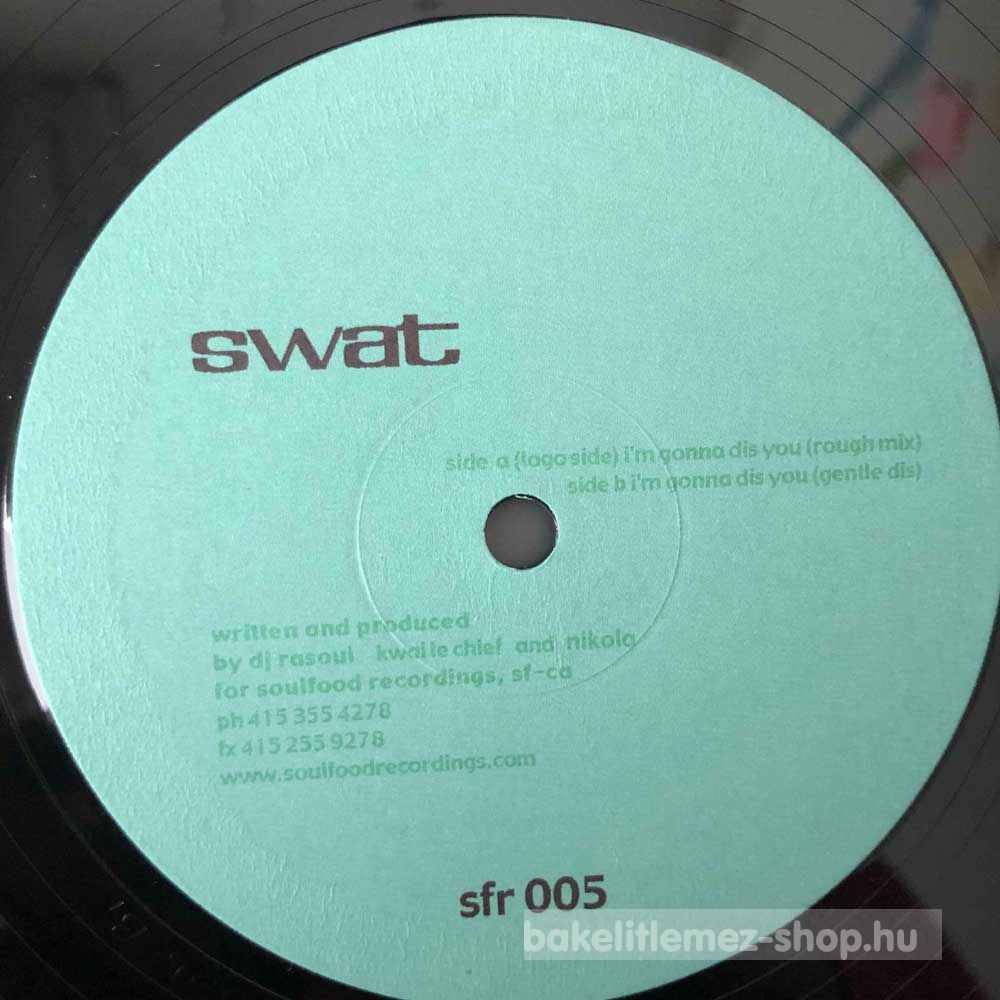 swat
side a (logo side) i'm gonna dis you (rough mix)
side b i'm gonna dis you (gentle dis)
written and produced
by dj rasoul kwai le chief and nikola
for soulfood recordings, sf-ca
ph 415 355 4278
fx 415 255 9278
www.soulfoodrecordings.com
sfr 005
bakelitlemez-shop.hu